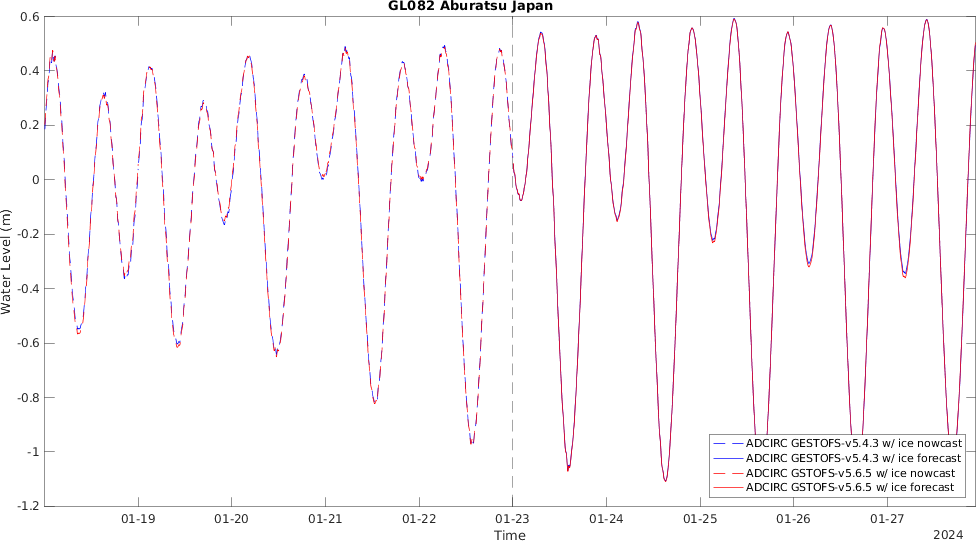 GL082 Aburatsu Japan
0.6
0.4
0.2
0
-0.2
-0.4
-0.6
-0.8
-1
-1.2
Water Level (m)
ADCIRC GESTOFS-v5.4.3 w/ ice nowcast
ADCIRC GESTOFS-v5.4.3 w/ ice forecast
ADCIRC GSTOFS-v5.6.5 w/ ice nowcast
ADCIRC GSTOFS-v5.6.5 w/ ice forecast
01-19 01-20 01-21 01-22 01-23 01-24 01-25 01-26 01-27
Time
2024